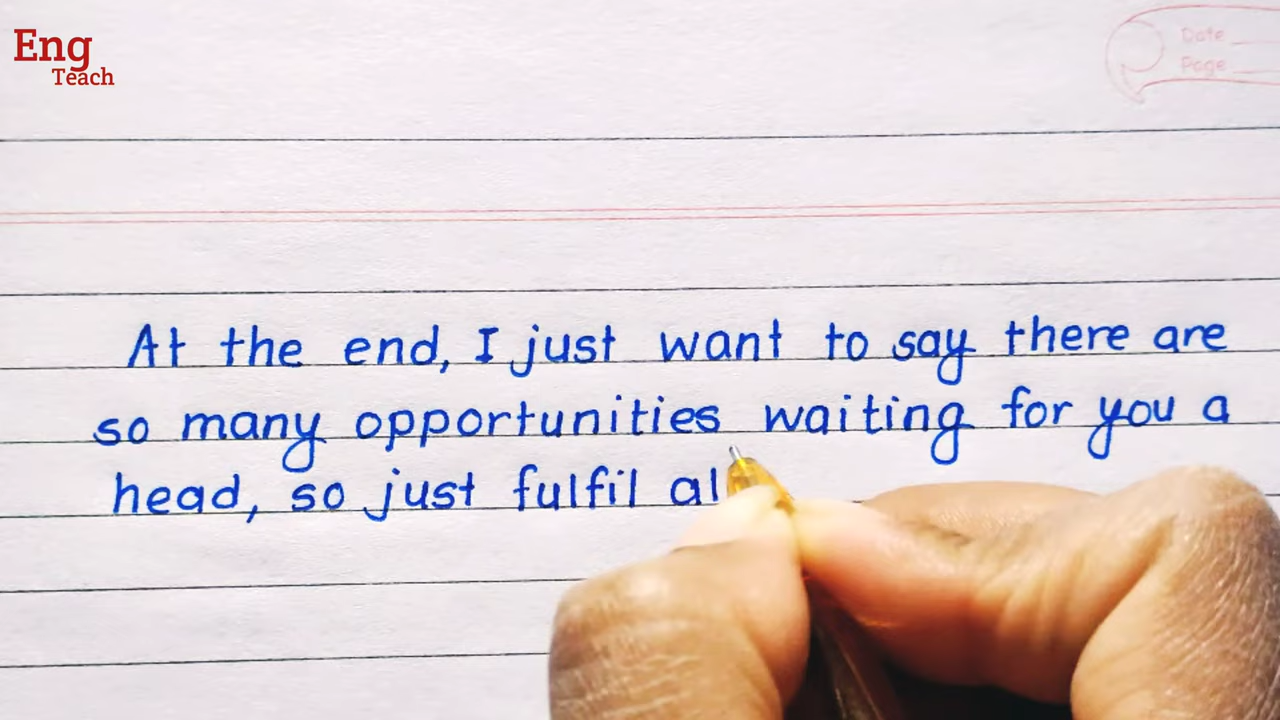 Eng
Teach
Date
Page
At the end, I just want to say there are
so many opportunities waiting for you a
head, so just fulfil al